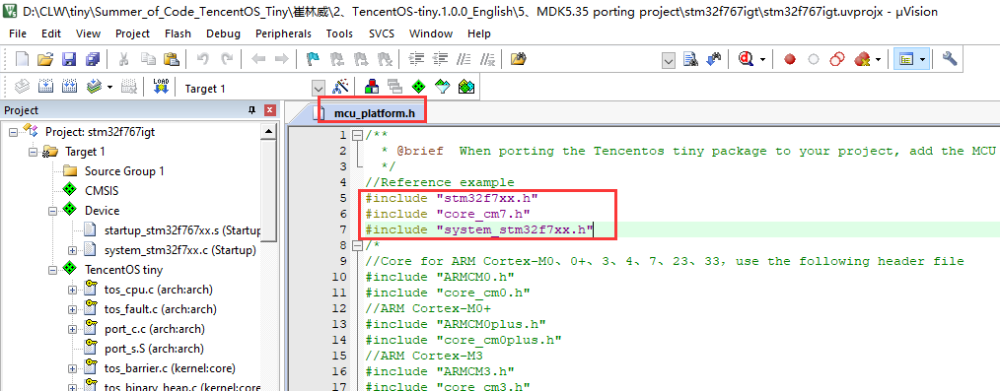 D:\CLW\tiny\Summer_of_Code_TencentOS_Tiny\崔林威\2、TencentOS-tiny.1.0.0_English\5、MDK5.35 porting project\stm32f767igt\stm32f767igt.uvprojx - µVision
File Edit View Project Flash Debug Peripherals Tools SVCS Window Help
LOAD Target 1
Project
mcu_platform.h
Project: stm32f767igt
Target 1
Source Group 1
CMSIS
Device
startup_stm32f767xx.s (Startup
system_stm32f7xx.c (Startup)
TencentOS tiny
tos_cpu.c (arch:arch)
tos_fault.c (arch:arch)
port_c.c (arch:arch)
port_s.S (arch:arch)
tos_barrier.c (kernel:core)
tos_binary_heap.c (kernel:core
1 /**
2 * @brief When porting the Tencentos tiny package to your project, add the MCU
3 */
4 //Reference example
5 #include "stm32f7xx.h"
6 #include "core_cm7.h"
7 #include "system_stm32f7xx.h"
8 /*
9 //Core for ARM Cortex-M0、0+、3、4、7、23、33，use the following header file
10 #include "ARMCM0.h"
11 #include "core_cm0.h"
12 //ARM Cortex-M0+
13 #include "ARMCM0plus.h"
14 #include "core_cm0plus.h"
15 //ARM Cortex-M3
16 #include "ARMCM3.h"
17 #include "core_cm3.h"